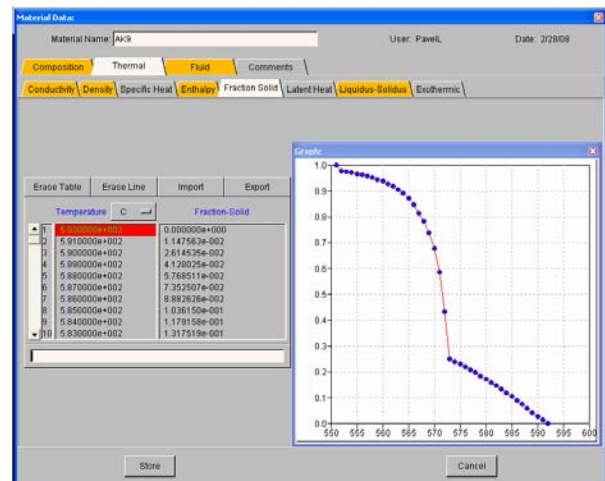 Material Data:
Material Name: AK9 User: PavelL Date: 2/28/08
Composition Thermal Fluid Comments
Conductivity Density Specific Heat Enthalpy Fraction Solid Latent Heat Liquidus-Solidus Exothermic
Graph:
Erase Table Erase Line Import Export
Temperature C Fraction-Solid
1 5.920000e+002 0.000000e+000
2 5.910000e+002 1.147563e-002
3 5.900000e+002 2.614535e-002
4 5.890000e+002 4.128025e-002
5 5.880000e+002 5.768511e-002
6 5.870000e+002 7.352507e-002
7 5.860000e+002 8.882626e-002
8 5.850000e+002 1.036150e-001
9 5.840000e+002 1.179158e-001
10 5.830000e+002 1.317519e-001
1.0
0.9
0.8
0.7
0.6
0.5
0.4
0.3
0.2
0.1
0.0
550 555 560 565 570 575 580 585 590 595 600
Store Cancel